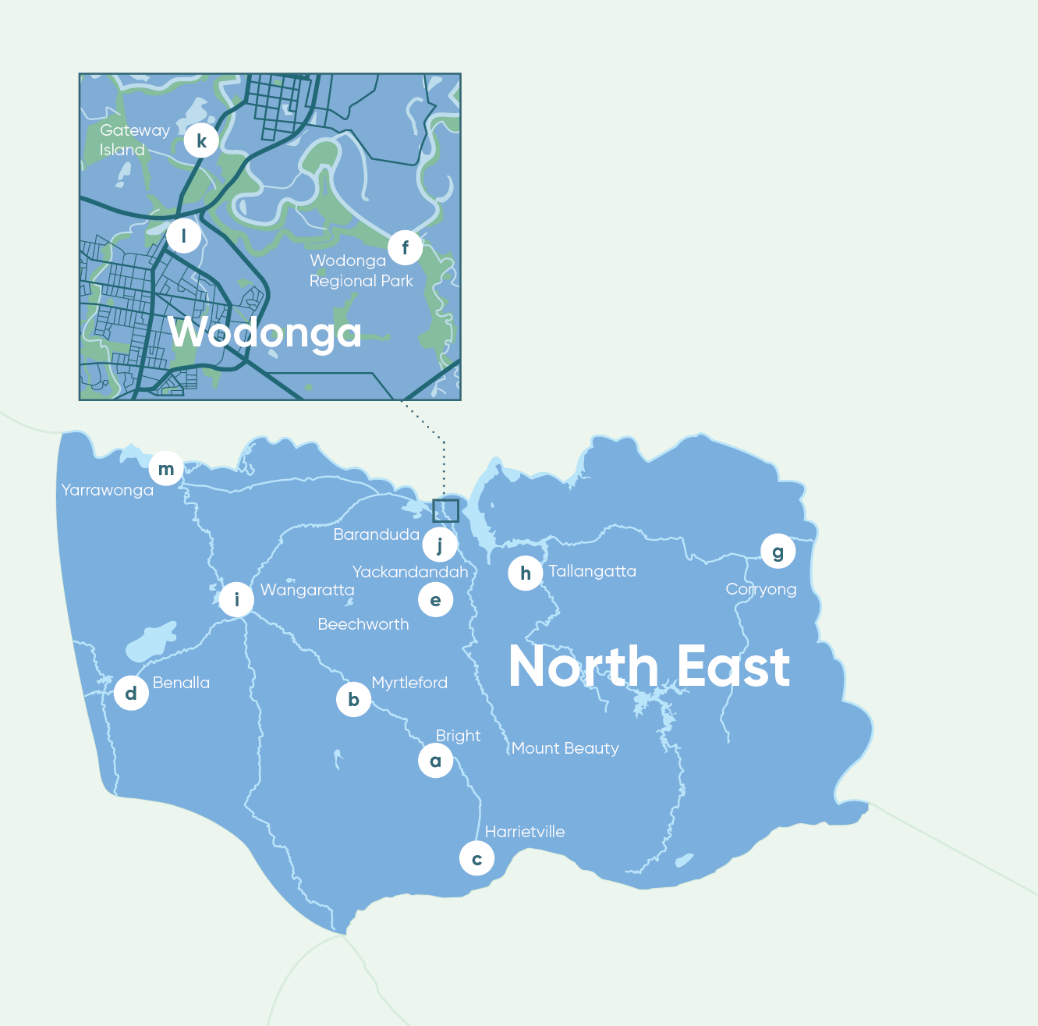 Gateway
Island
k
l
f
Wodonga
Regional Park
Wodonga
m
Yarrawonga
Baranduda
j
g
Yackandandah
h
Tallangatta
Corryong
i
Wangaratta
e
Beechworth
North East
d
Benalla
Myrtleford
b
Bright
a
Mount Beauty
Harrietville
c